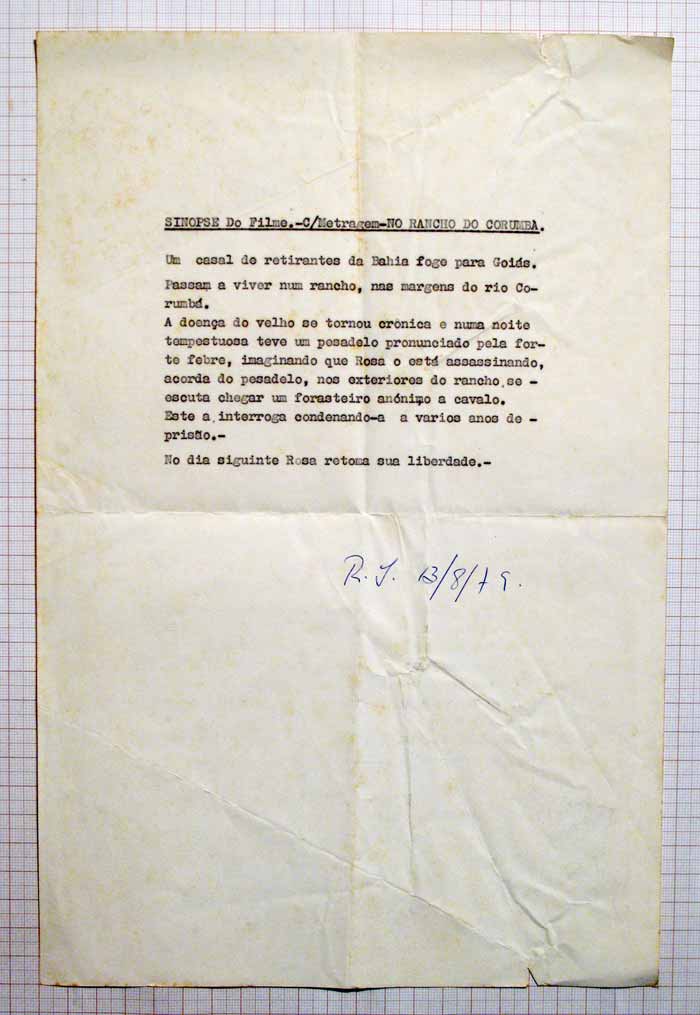 SINOPSE Do Filme.-C/Metragem-NO RANCHO DO CORUMBA.
Um casal de retirantes da Bahia foge para Goiás.
Passam a viver num rancho, nas margens do rio Co-
rumbá.
A doença do velho se tornou crônica e numa noite
tempestuosa teve um pesadelo pronunciado pela for-
te febre, imaginando que Rosa o está assassinando,
acorda do pesadelo, nos exteriores do rancho,se -
escuta chegar um forasteiro anónimo a cavalo.
Este a,interroga condenando-a a varios anos de -
prisão.-
No dia siguinte Rosa retoma sua liberdade.-
R.J. 13/8/79.